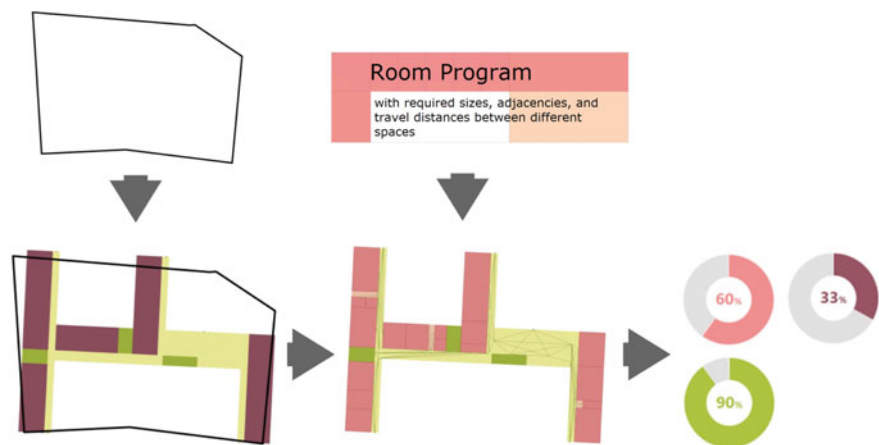 Room Program
with required sizes, adjacencies, and
travel distances between different
spaces
60%
33%
90%